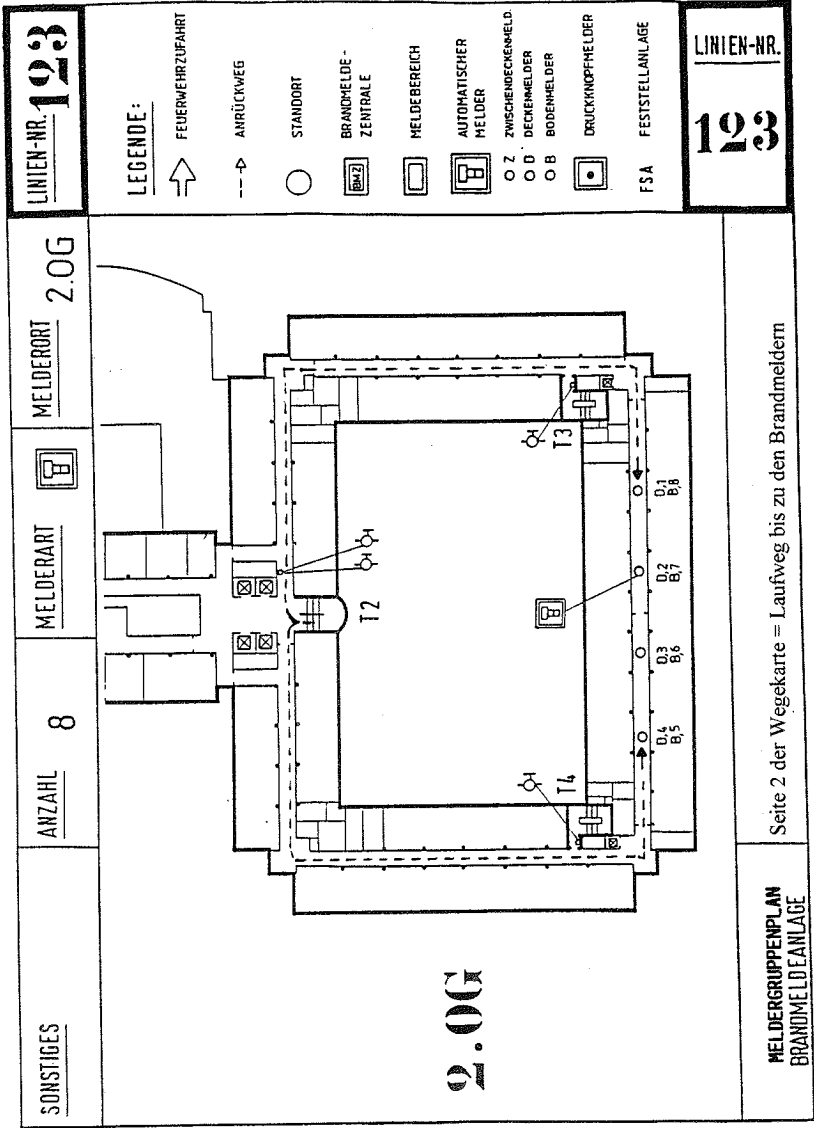 SONSTIGES
ANZAHL 8
MELDERART
MELDERORT 2.OG
LINIEN-NR. 123
LEGENDE:
FEUERWEHRZUFAHRT
ANRÜCKWEG
STANDORT
BMZ
BRANDMELDE-
ZENTRALE
MELDEBEREICH
AUTOMATISCHER
MELDER
Z ZWISCHENDECKENMELD.
D DECKENMELDER
B BODENMELDER
DRUCKKNOPFMELDER
FSA FESTSTELLANLAGE
2.OG
T2
T4
T3
D,4
B,5
D,3
B,6
D,2
B,7
D,1
B,8
MELDERGRUPPENPLAN
BRANDMELDEANLAGE
Seite 2 der Wegekarte = Laufweg bis zu den Brandmeldern
LINIEN-NR.
123